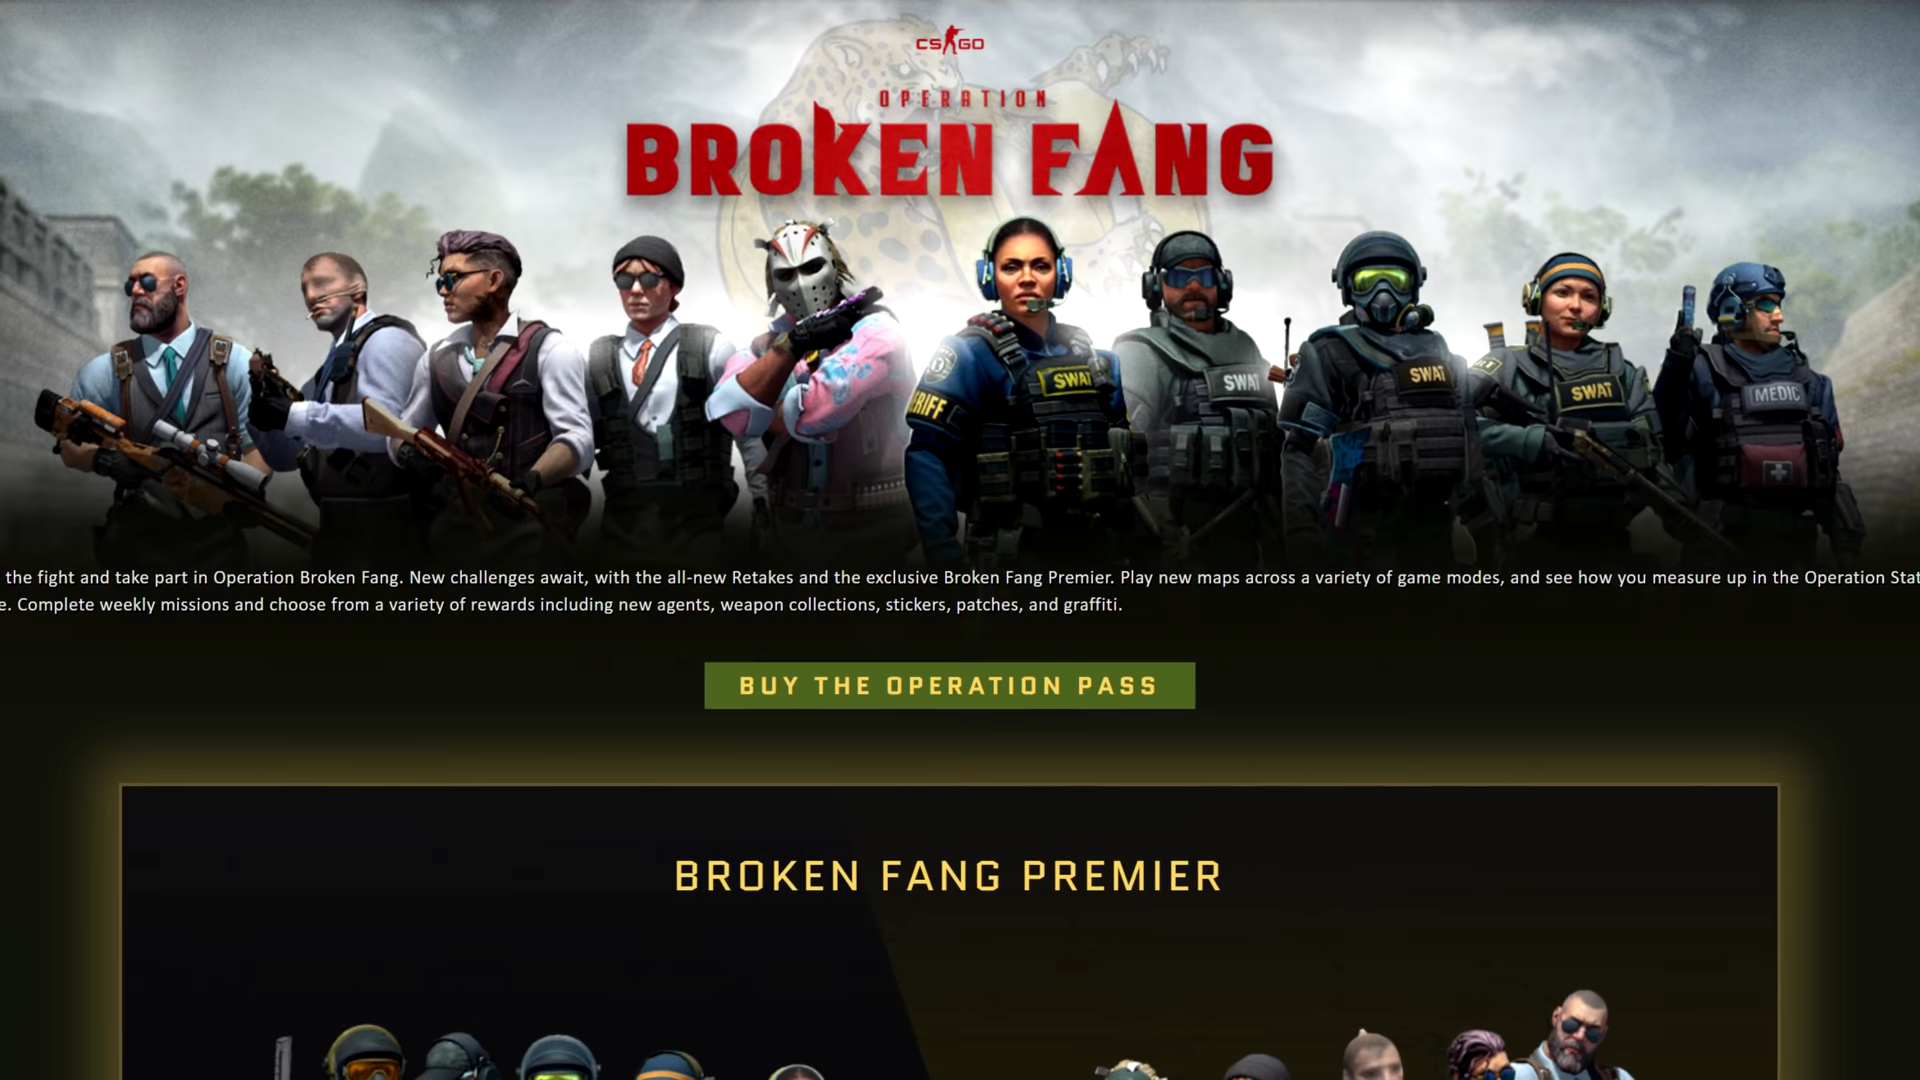 CS GO
OPERATION
BROKEN FANG
SWAT
SWAT
SWAT
SWAT
MEDIC
the fight and take part in Operation Broken Fang. New challenges await, with the all-new Retakes and the exclusive Broken Fang Premier. Play new maps across a variety of game modes, and see how you measure up in the Operation Stat
e. Complete weekly missions and choose from a variety of rewards including new agents, weapon collections, stickers, patches, and graffiti.
BUY THE OPERATION PASS
BROKEN FANG PREMIER